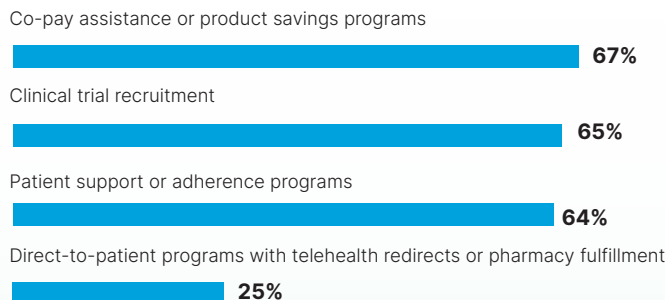 Co-pay assistance or product savings programs
67%
Clinical trial recruitment
65%
Patient support or adherence programs
64%
Direct-to-patient programs with telehealth redirects or pharmacy fulfillment
25%